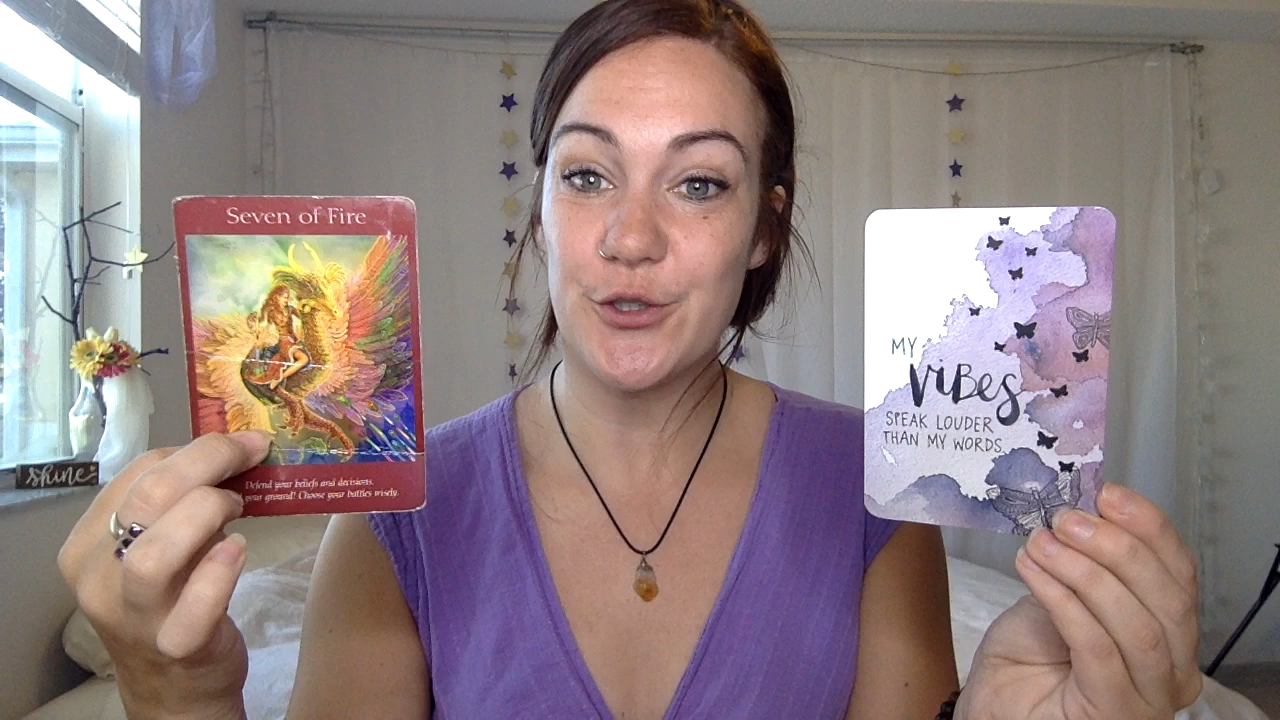 Seven of Fire
Defend your beliefs and decisions.
your ground! Choose your battles wisely.
MY
VIBES
SPEAK LOUDER
THAN MY WORDS
shine